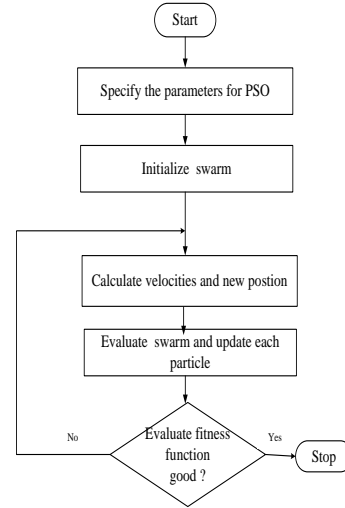 Start
Specify the parameters for PSO
Initialize swarm
Calculate velocities and new postion
Evaluate swarm and update each
particle
Evaluate fitness
function
good ?
No
Yes
Stop